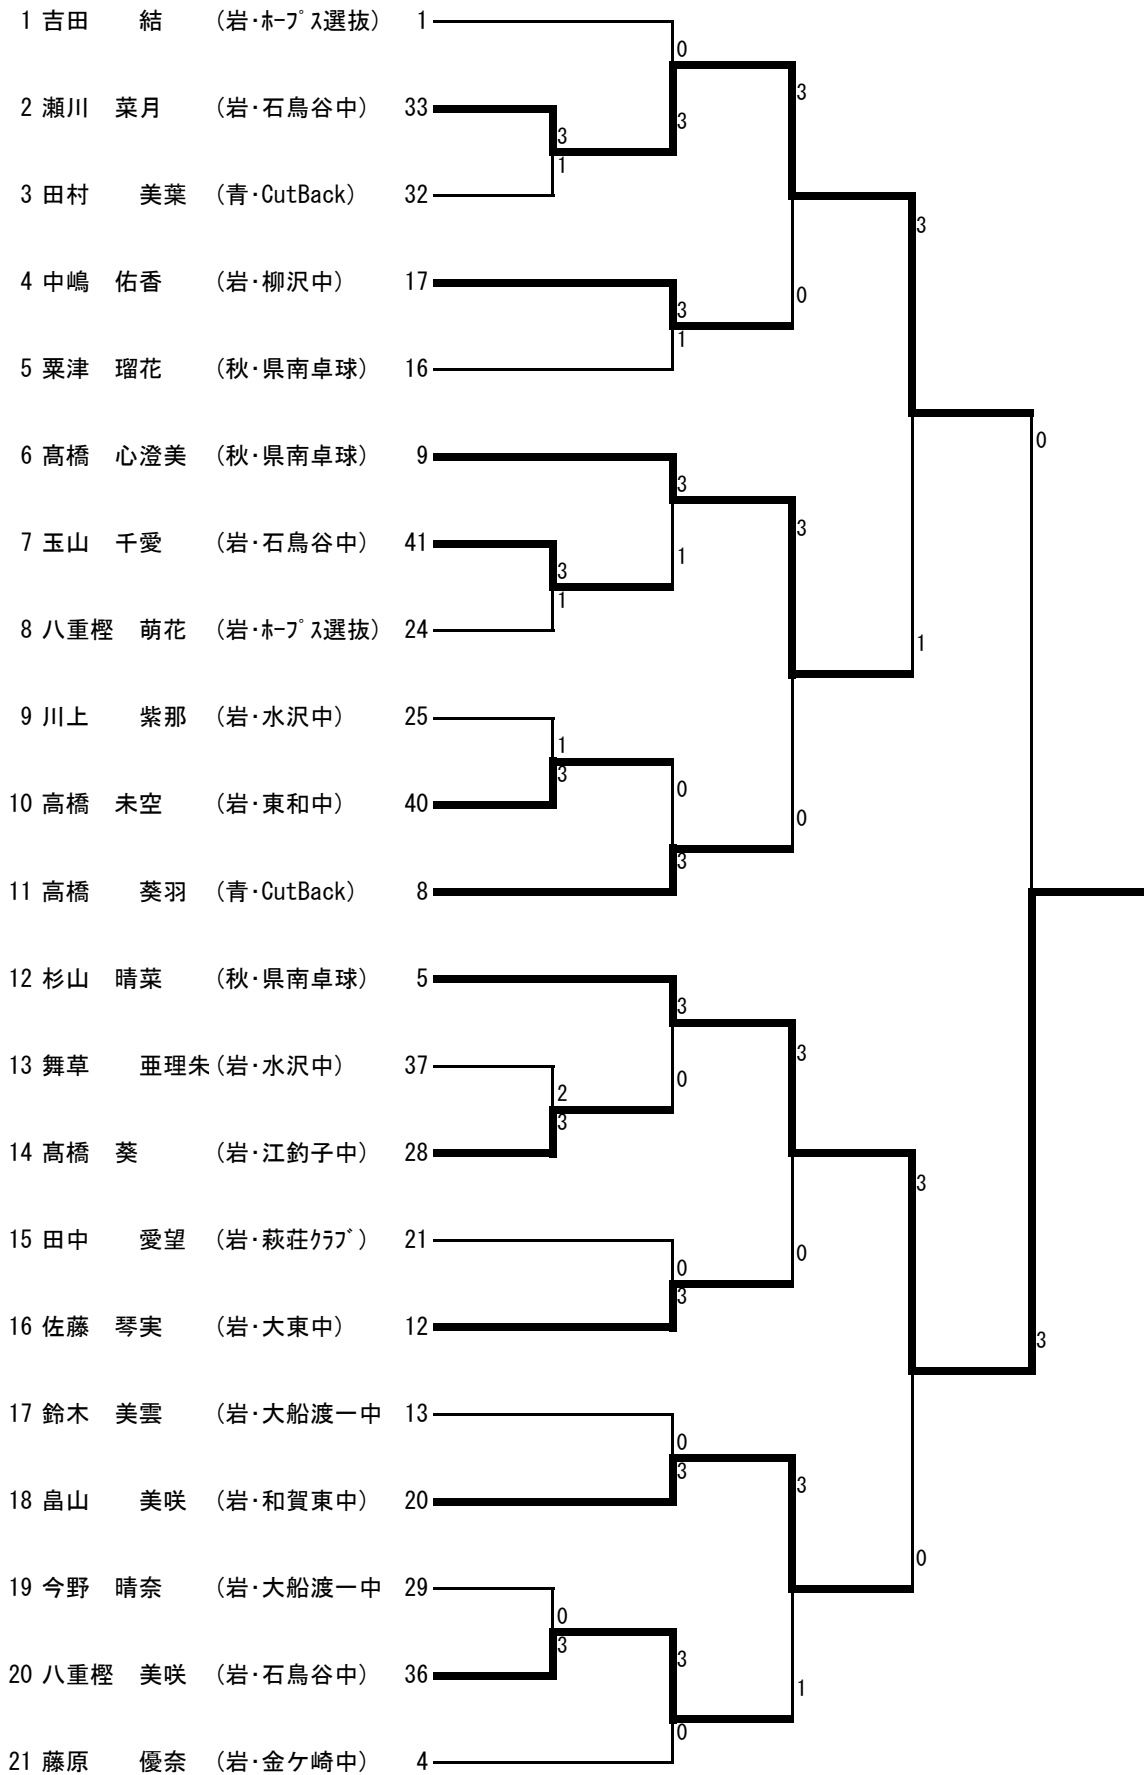 1 吉田　　結　　(岩･ﾎｰﾌﾟｽ選抜)　1
0
2 瀬川　菜月　　(岩･石鳥谷中)　33
3
3
3
1
3 田村　　美葉　(青･CutBack)　32
3
4 中嶋　佑香　　(岩･柳沢中)　17
0
3
1
5 粟津　瑠花　　(秋･県南卓球)　16
0
6 髙橋　心澄美　(秋･県南卓球)　9
3
3
7 玉山　千愛　　(岩･石鳥谷中)　41
1
3
1
8 八重樫　萌花　(岩･ﾎｰﾌﾟｽ選抜)　24
1
9 川上　　紫那　(岩･水沢中)　25
1
3
0
10 高橋　未空　　(岩･東和中)　40
0
3
11 高橋　　葵羽　(青･CutBack)　8
12 杉山　晴菜　　(秋･県南卓球)　5
3
3
13 舞草　　亜理朱(岩･水沢中)　37
0
2
3
14 髙橋　葵　　　(岩･江釣子中)　28
3
15 田中　　愛望　(岩･萩荘ｸﾗﾌﾞ)　21
0
0
3
16 佐藤　琴実　　(岩･大東中)　12
3
17 鈴木　美雲　　(岩･大船渡一中　13
0
3
3
18 畠山　　美咲　(岩･和賀東中)　20
0
19 今野　晴奈　　(岩･大船渡一中　29
0
3
3
20 八重樫　美咲　(岩･石鳥谷中)　36
1
0
21 藤原　　優奈　(岩･金ケ崎中)　4